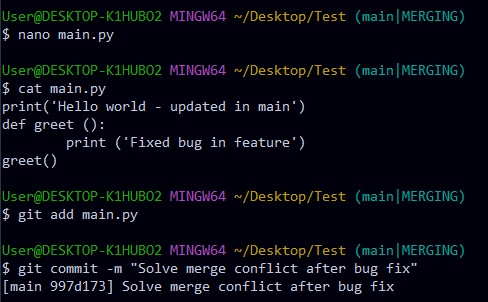 User@DESKTOP-K1HUBO2 MINGW64 ~/Desktop/Test (main|MERGING)
$ nano main.py
User@DESKTOP-K1HUBO2 MINGW64 ~/Desktop/Test (main|MERGING)
$ cat main.py
print('Hello world - updated in main')
def greet ():
        print ('Fixed bug in feature')
greet()
User@DESKTOP-K1HUBO2 MINGW64 ~/Desktop/Test (main|MERGING)
$ git add main.py
User@DESKTOP-K1HUBO2 MINGW64 ~/Desktop/Test (main|MERGING)
$ git commit -m "Solve merge conflict after bug fix"
[main 997d173] Solve merge conflict after bug fix